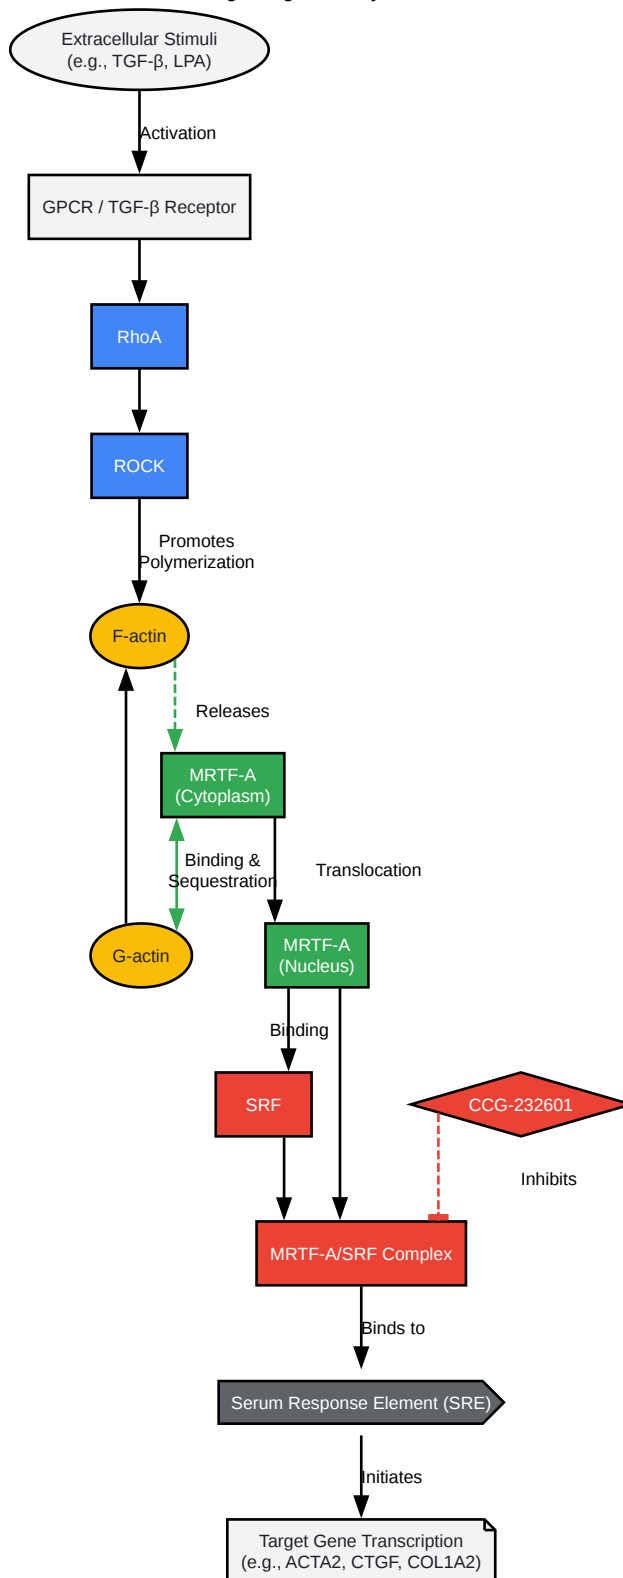 Extracellular Stimuli
(e.g., TGF-β, LPA)
Activation
GPCR / TGF-β Receptor
RhoA
ROCK
Promotes
Polymerization
F-actin
Releases
MRTF-A
(Cytoplasm)
Binding &
Sequestration
Translocation
G-actin
MRTF-A
(Nucleus)
Binding
SRF
CCG-232601
Inhibits
MRTF-A/SRF Complex
Binds to
Serum Response Element (SRE)
Initiates
Target Gene Transcription
(e.g., ACTA2, CTGF, COL1A2)